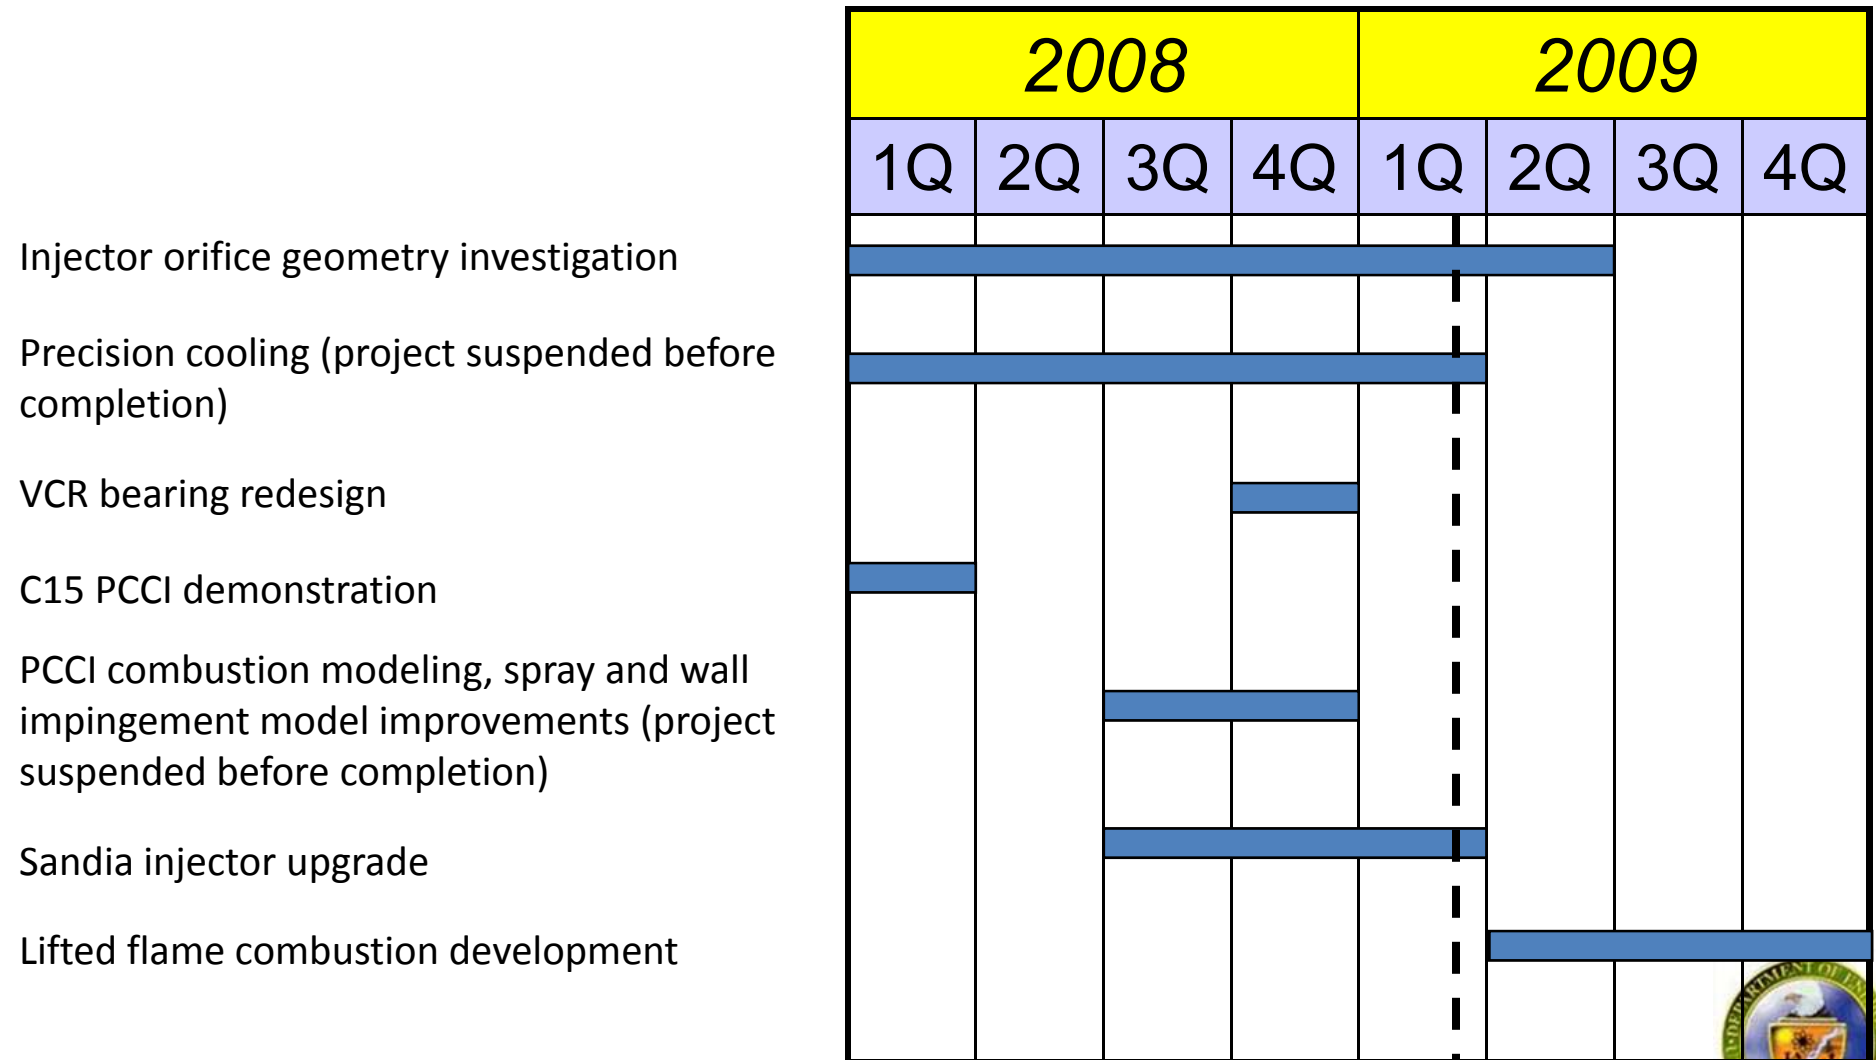 2008 2009
1Q 2Q 3Q 4Q 1Q 2Q 3Q 4Q
Injector orifice geometry investigation
Precision cooling (project suspended before
completion)
VCR bearing redesign
C15 PCCI demonstration
PCCI combustion modeling, spray and wall
impingement model improvements (project
suspended before completion)
Sandia injector upgrade
Lifted flame combustion development